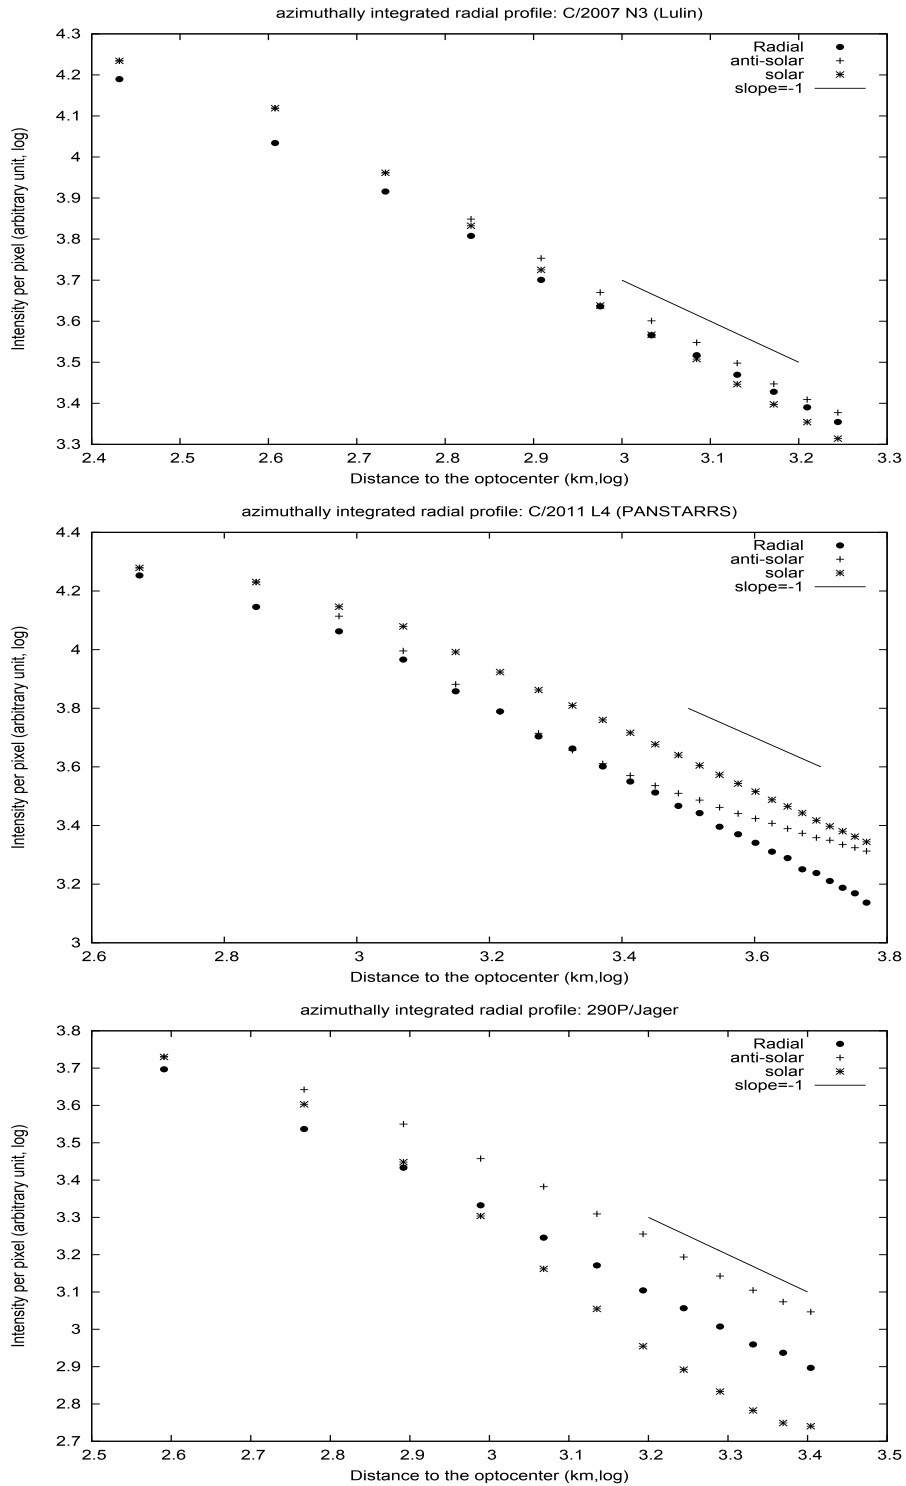 azimuthally integrated radial profile: C/2007 N3 (Lulin)
4.3
4.2
4.1
4
3.9
3.8
3.7
3.6
3.5
3.4
3.3
Intensity per pixel (arbitrary unit, log)
Radial
anti-solar
solar
slope=-1
2.4 2.5 2.6 2.7 2.8 2.9 3 3.1 3.2 3.3
Distance to the optocenter (km,log)
azimuthally integrated radial profile: C/2011 L4 (PANSTARRS)
4.4
4.2
4
3.8
3.6
3.4
3.2
3
Intensity per pixel (arbitrary unit, log)
Radial
anti-solar
solar
slope=-1
2.6 2.8 3 3.2 3.4 3.6 3.8
Distance to the optocenter (km,log)
azimuthally integrated radial profile: 290P/Jager
3.8
3.7
3.6
3.5
3.4
3.3
3.2
3.1
3
2.9
2.8
2.7
Intensity per pixel (arbitrary unit, log)
Radial
anti-solar
solar
slope=-1
2.5 2.6 2.7 2.8 2.9 3 3.1 3.2 3.3 3.4 3.5
Distance to the optocenter (km,log)